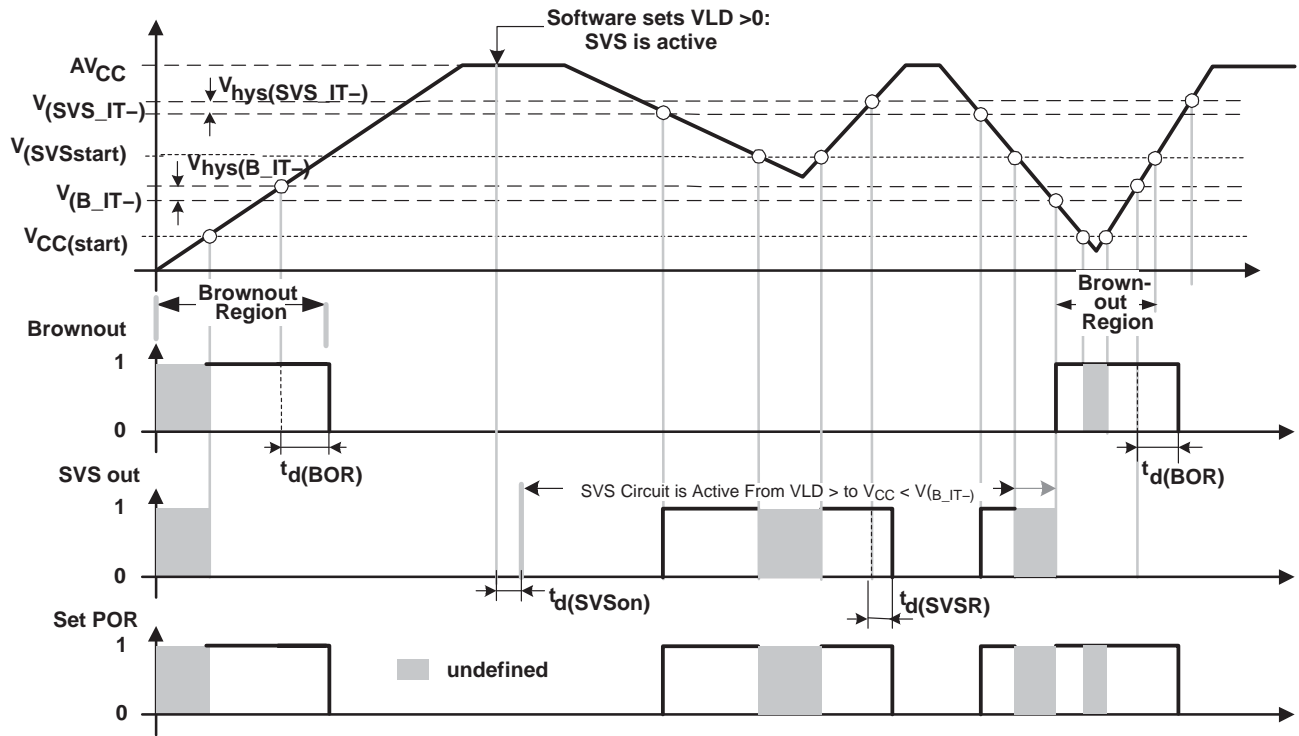 Software sets VLD >0:
SVS is active
AVCC
Vhys(SVS_IT–)
V(SVS_IT–)
V(SVSstart)
Vhys(B_IT–)
V(B_IT–)
VCC(start)
Brownout
Region
Brown-
out
Region
Brownout
1
0
td(BOR)
td(BOR)
SVS out
SVS Circuit is Active From VLD > to VCC < V(B_IT–)
1
0
td(SVSon)
td(SVSR)
Set POR
1
undefined
0